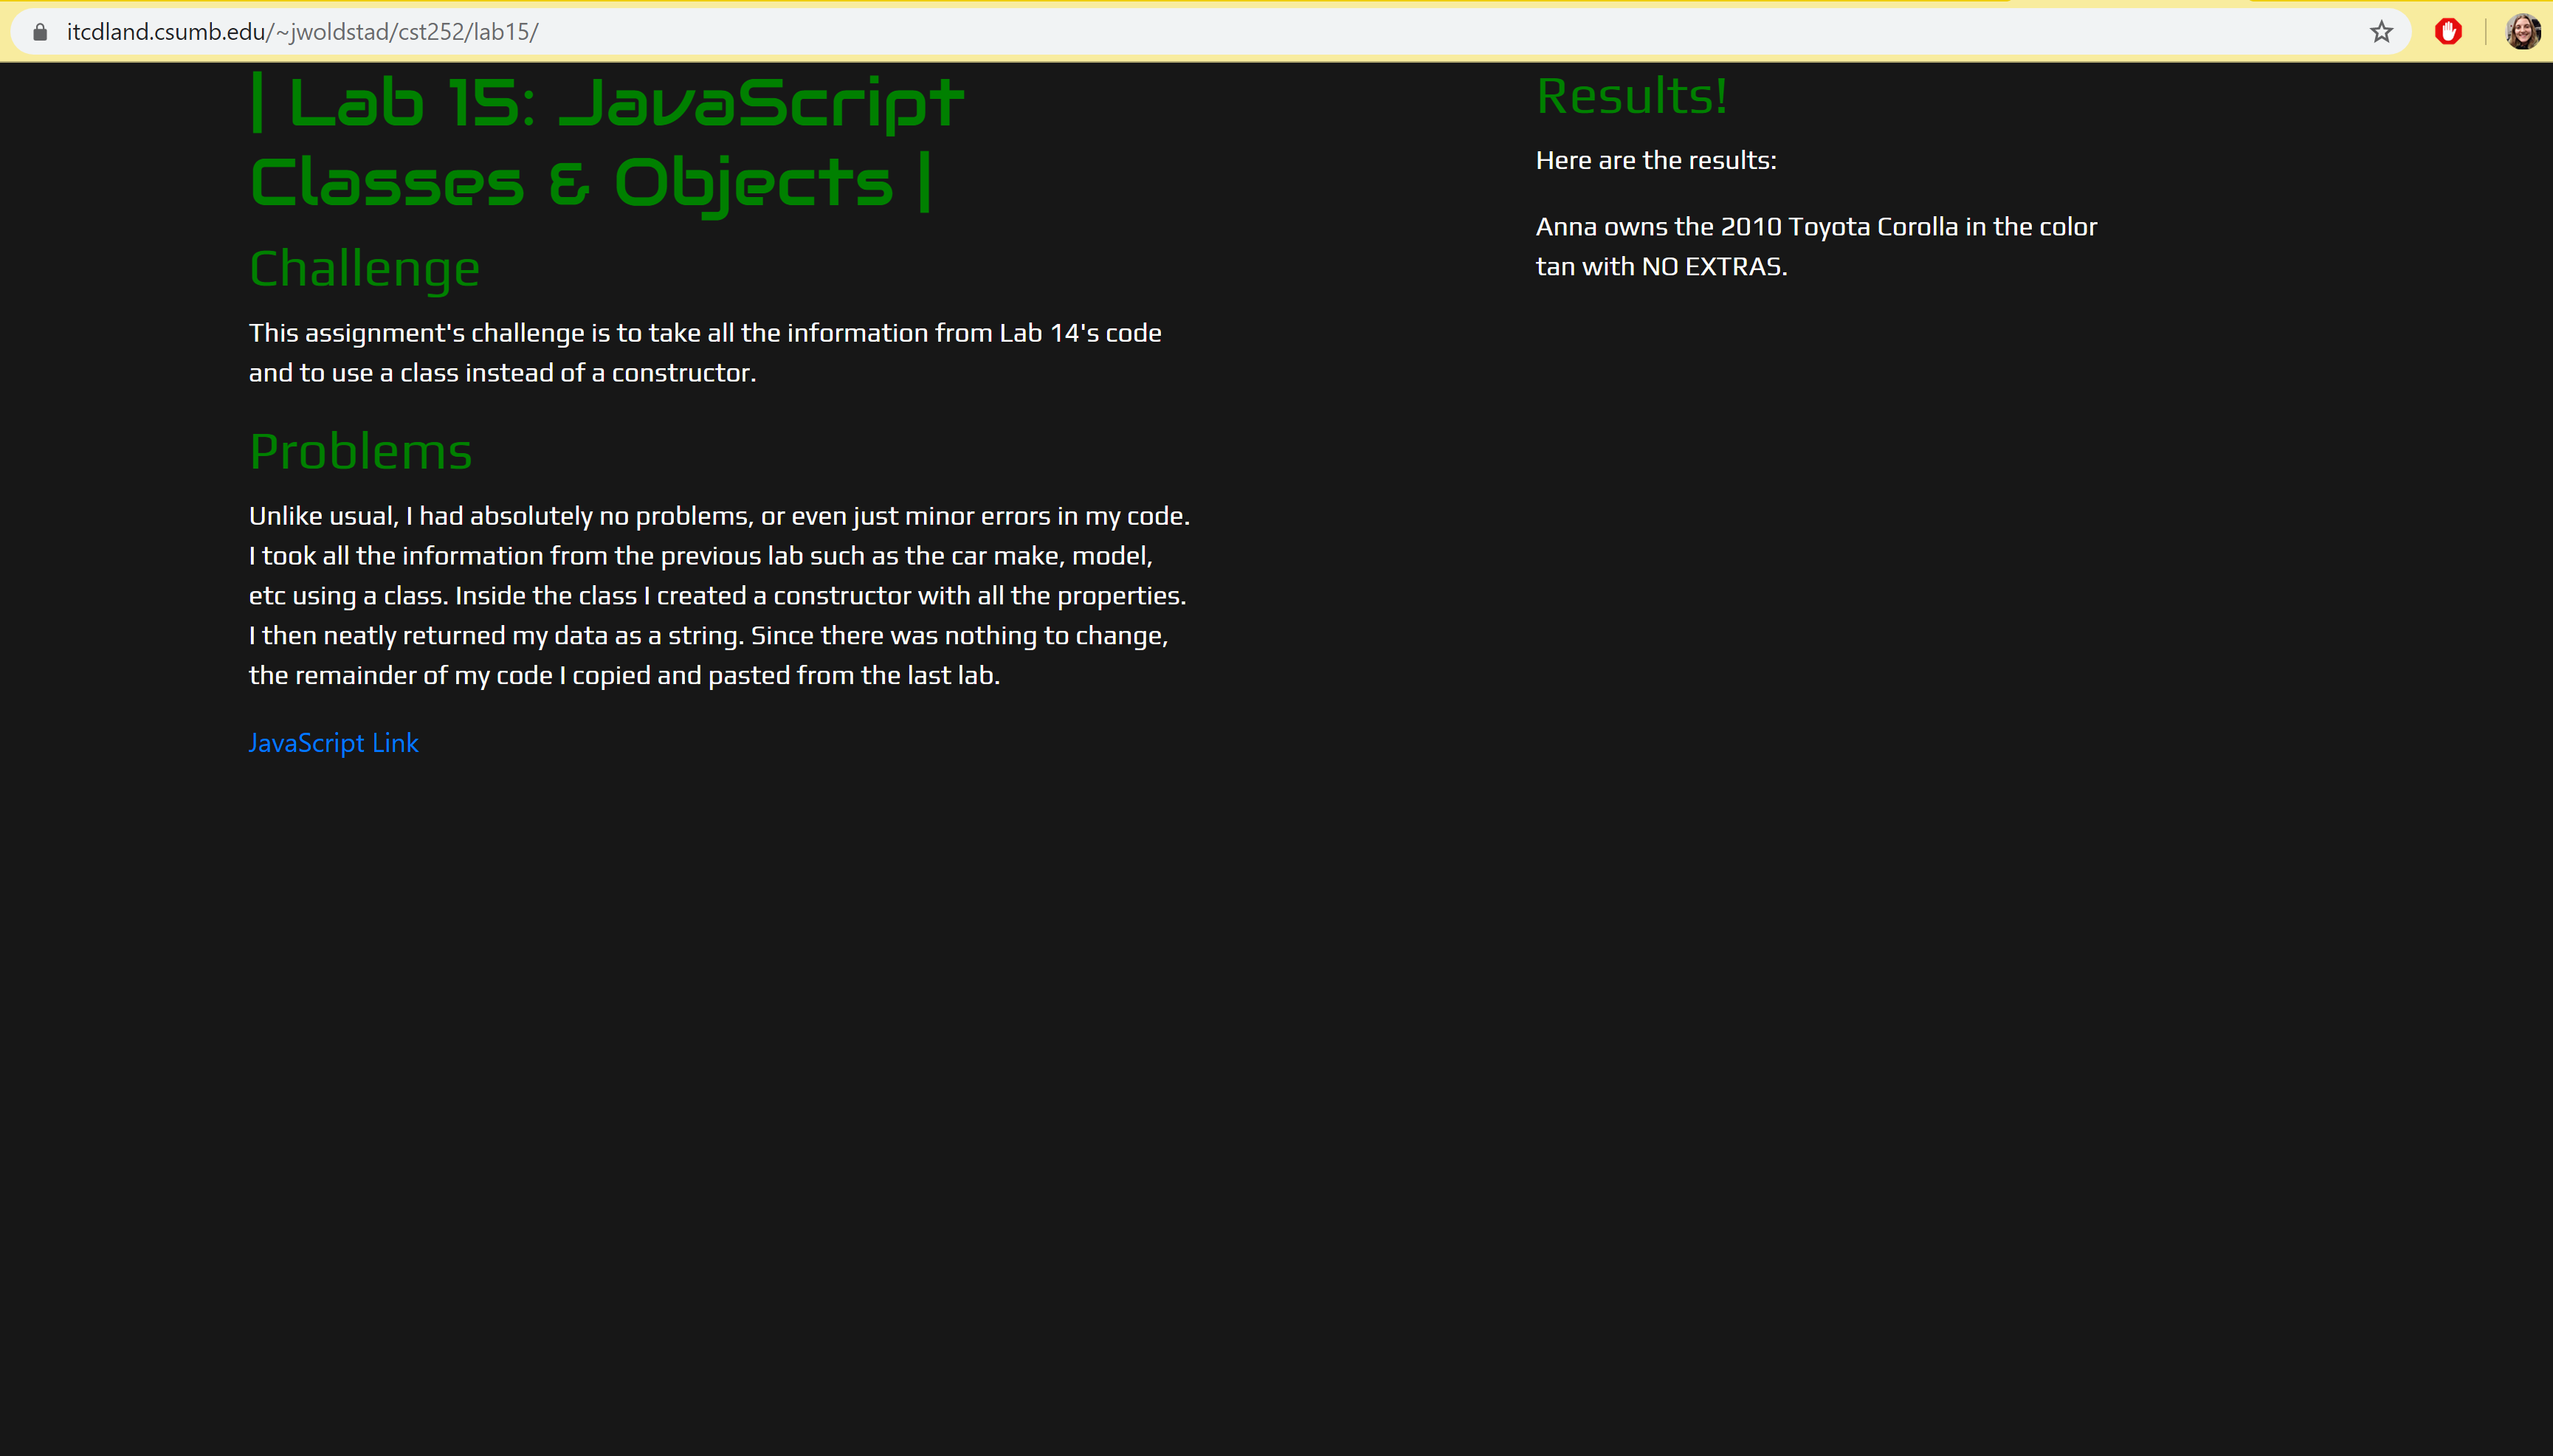 itcdland.csumb.edu/~jwoldstad/cst252/lab15/
| Lab 15: JavaScript
Classes & Objects |
Challenge
This assignment's challenge is to take all the information from Lab 14's code
and to use a class instead of a constructor.
Problems
Unlike usual, I had absolutely no problems, or even just minor errors in my code.
I took all the information from the previous lab such as the car make, model,
etc using a class. Inside the class I created a constructor with all the properties.
I then neatly returned my data as a string. Since there was nothing to change,
the remainder of my code I copied and pasted from the last lab.
JavaScript Link
Results!
Here are the results:
Anna owns the 2010 Toyota Corolla in the color
tan with NO EXTRAS.